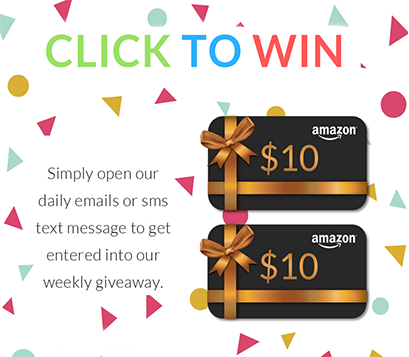 CLICK TO WIN
Simply open our
daily emails or sms
text message to get
entered into our
weekly giveaway.
amazon
$10
amazon
$10